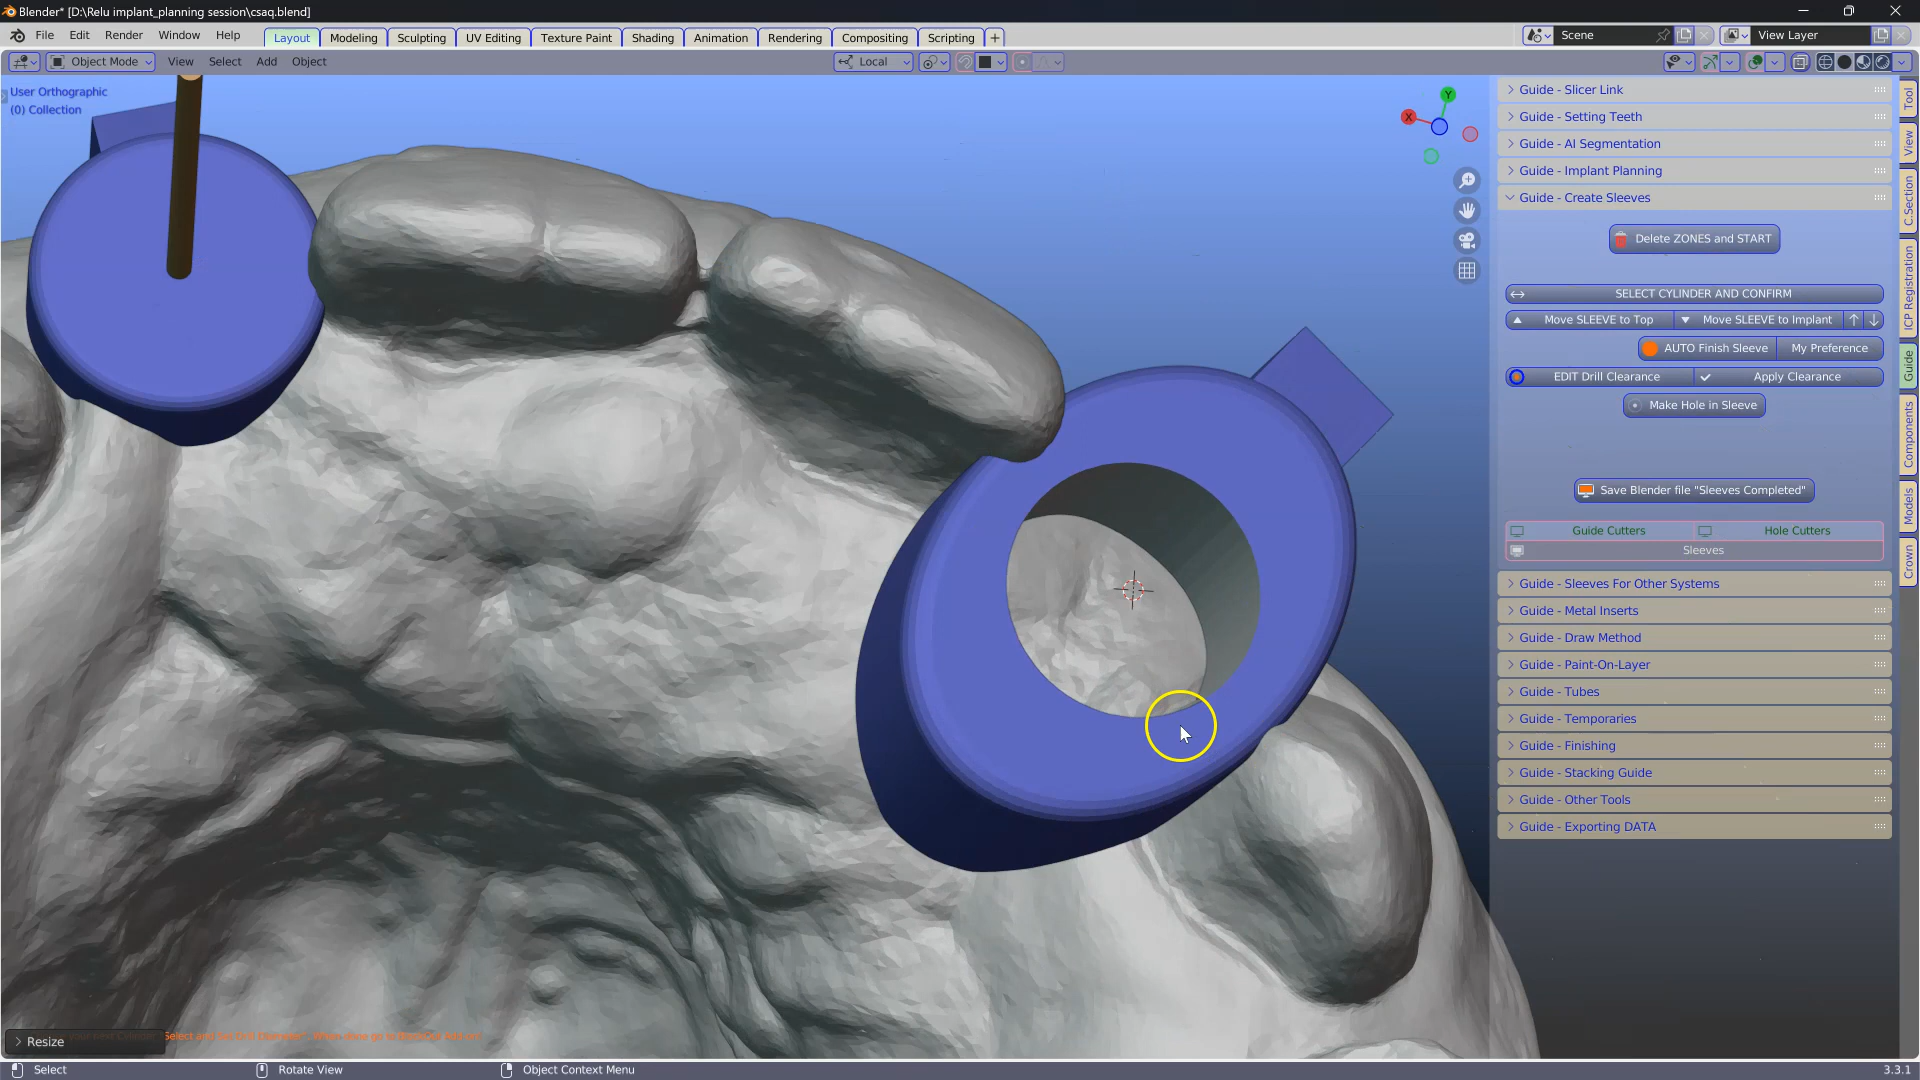 Blender* [D:\Relu implant_planning session\csaq.blend]
File Edit Render Window Help Layout Modeling Sculpting UV Editing Texture Paint Shading Animation Rendering Compositing Scripting + Scene View Layer
Object Mode View Select Add Object Local
User Orthographic
(0) Collection
Y
X
Guide - Slicer Link
Guide - Setting Teeth
Guide - AI Segmentation
Guide - Implant Planning
Guide - Create Sleeves
Delete ZONES and START
SELECT CYLINDER AND CONFIRM
Move SLEEVE to Top Move SLEEVE to Implant
AUTO Finish Sleeve My Preference
EDIT Drill Clearance Apply Clearance
Make Hole in Sleeve
Save Blender file "Sleeves Completed"
Guide Cutters Hole Cutters
Sleeves
Guide - Sleeves For Other Systems
Guide - Metal Inserts
Guide - Draw Method
Guide - Paint-On-Layer
Guide - Tubes
Guide - Temporaries
Guide - Finishing
Guide - Stacking Guide
Guide - Other Tools
Guide - Exporting DATA
Tool
View
C.Section
ICP Registration
Guide
Components
Models
Crown
Resize
Select Rotate View Object Context Menu 3.3.1